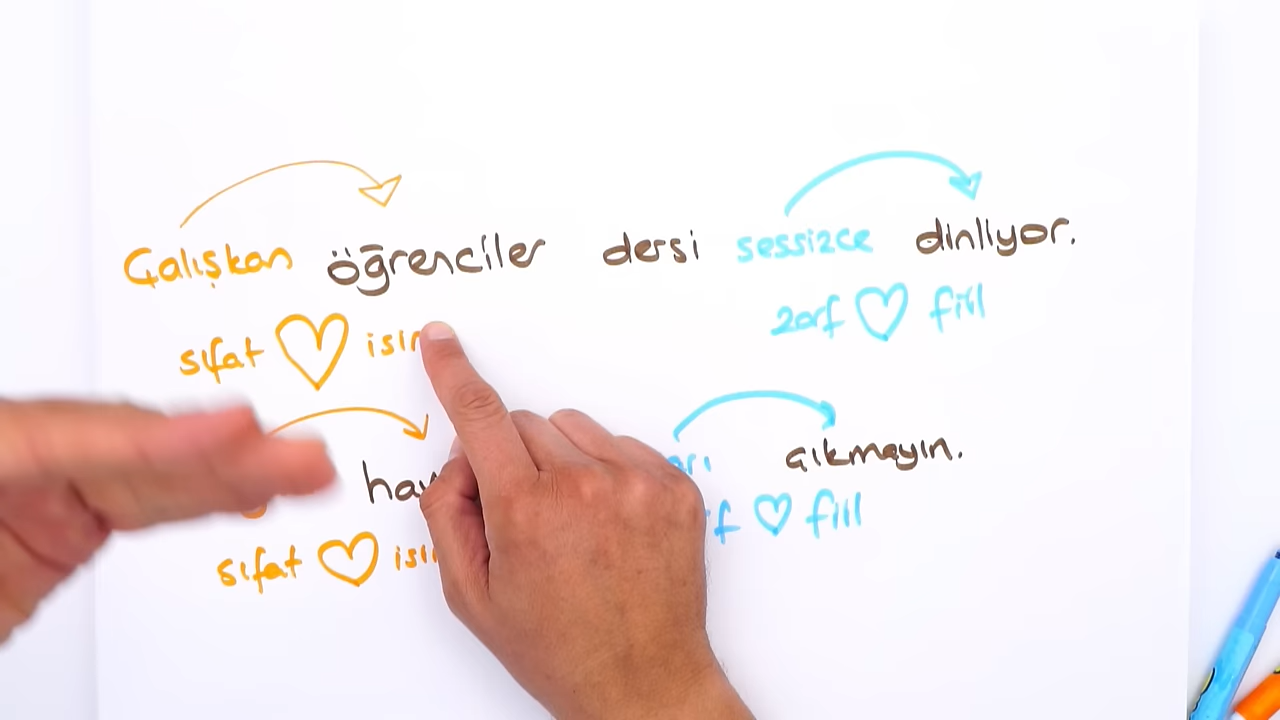 Çalışkan öğrenciler dersi sessizce dinliyor.
sıfat isim zarf fiil
çıkmayın.
sıfat fiil